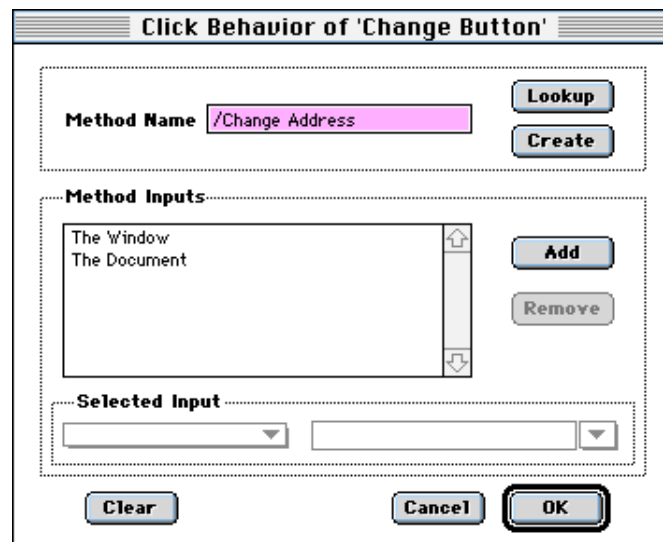 Click Behavior of 'Change Button'
Lookup
Method Name /Change Address
Create
Method Inputs
The Window
The Document
Add
Remove
Selected Input
Clear Cancel OK